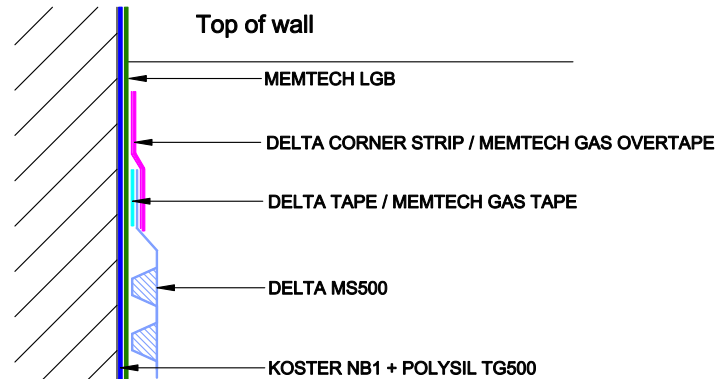 Top of wall
MEMTECH LGB
DELTA CORNER STRIP / MEMTECH GAS OVERTAPE
DELTA TAPE / MEMTECH GAS TAPE
DELTA MS500
KOSTER NB1 + POLYSIL TG500